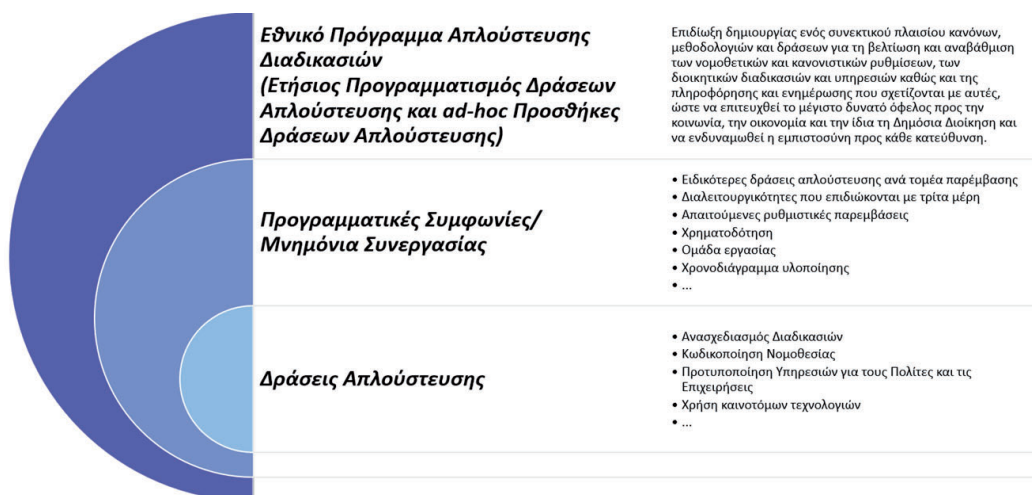 Εθνικό Πρόγραμμα Απλούστευσης
Διαδικασιών
(Ετήσιος Προγραμματισμός Δράσεων
Απλούστευσης και ad-hoc Προσθήκες
Δράσεων Απλούστευσης)
Επιδίωξη δημιουργίας ενός συνεκτικού πλαισίου κανόνων,
μεθοδολογιών και δράσεων για τη βελτίωση και αναβάθμιση
των νομοθετικών και κανονιστικών ρυθμίσεων, των
διοικητικών διαδικασιών και υπηρεσιών καθώς και της
πληροφόρησης και ενημέρωσης που σχετίζονται με αυτές,
ώστε να επιτευχθεί το μέγιστο δυνατό όφελος προς την
κοινωνία, την οικονομία και την ίδια τη Δημόσια Διοίκηση και
να ενδυναμωθεί η εμπιστοσύνη προς κάθε κατεύθυνση.
Προγραμματικές Συμφωνίες/
Μνημόνια Συνεργασίας
• Ειδικότερες δράσεις απλούστευσης ανά τομέα παρέμβασης
• Διαλειτουργικότητες που επιδιώκονται με τρίτα μέρη
• Απαιτούμενες ρυθμιστικές παρεμβάσεις
• Χρηματοδότηση
• Ομάδα εργασίας
• Χρονοδιάγραμμα υλοποίησης
• ...
Δράσεις Απλούστευσης
• Ανασχεδιασμός Διαδικασιών
• Κωδικοποίηση Νομοθεσίας
• Προτυποποίηση Υπηρεσιών για τους Πολίτες και τις
Επιχειρήσεις
• Χρήση καινοτόμων τεχνολογιών
• ...